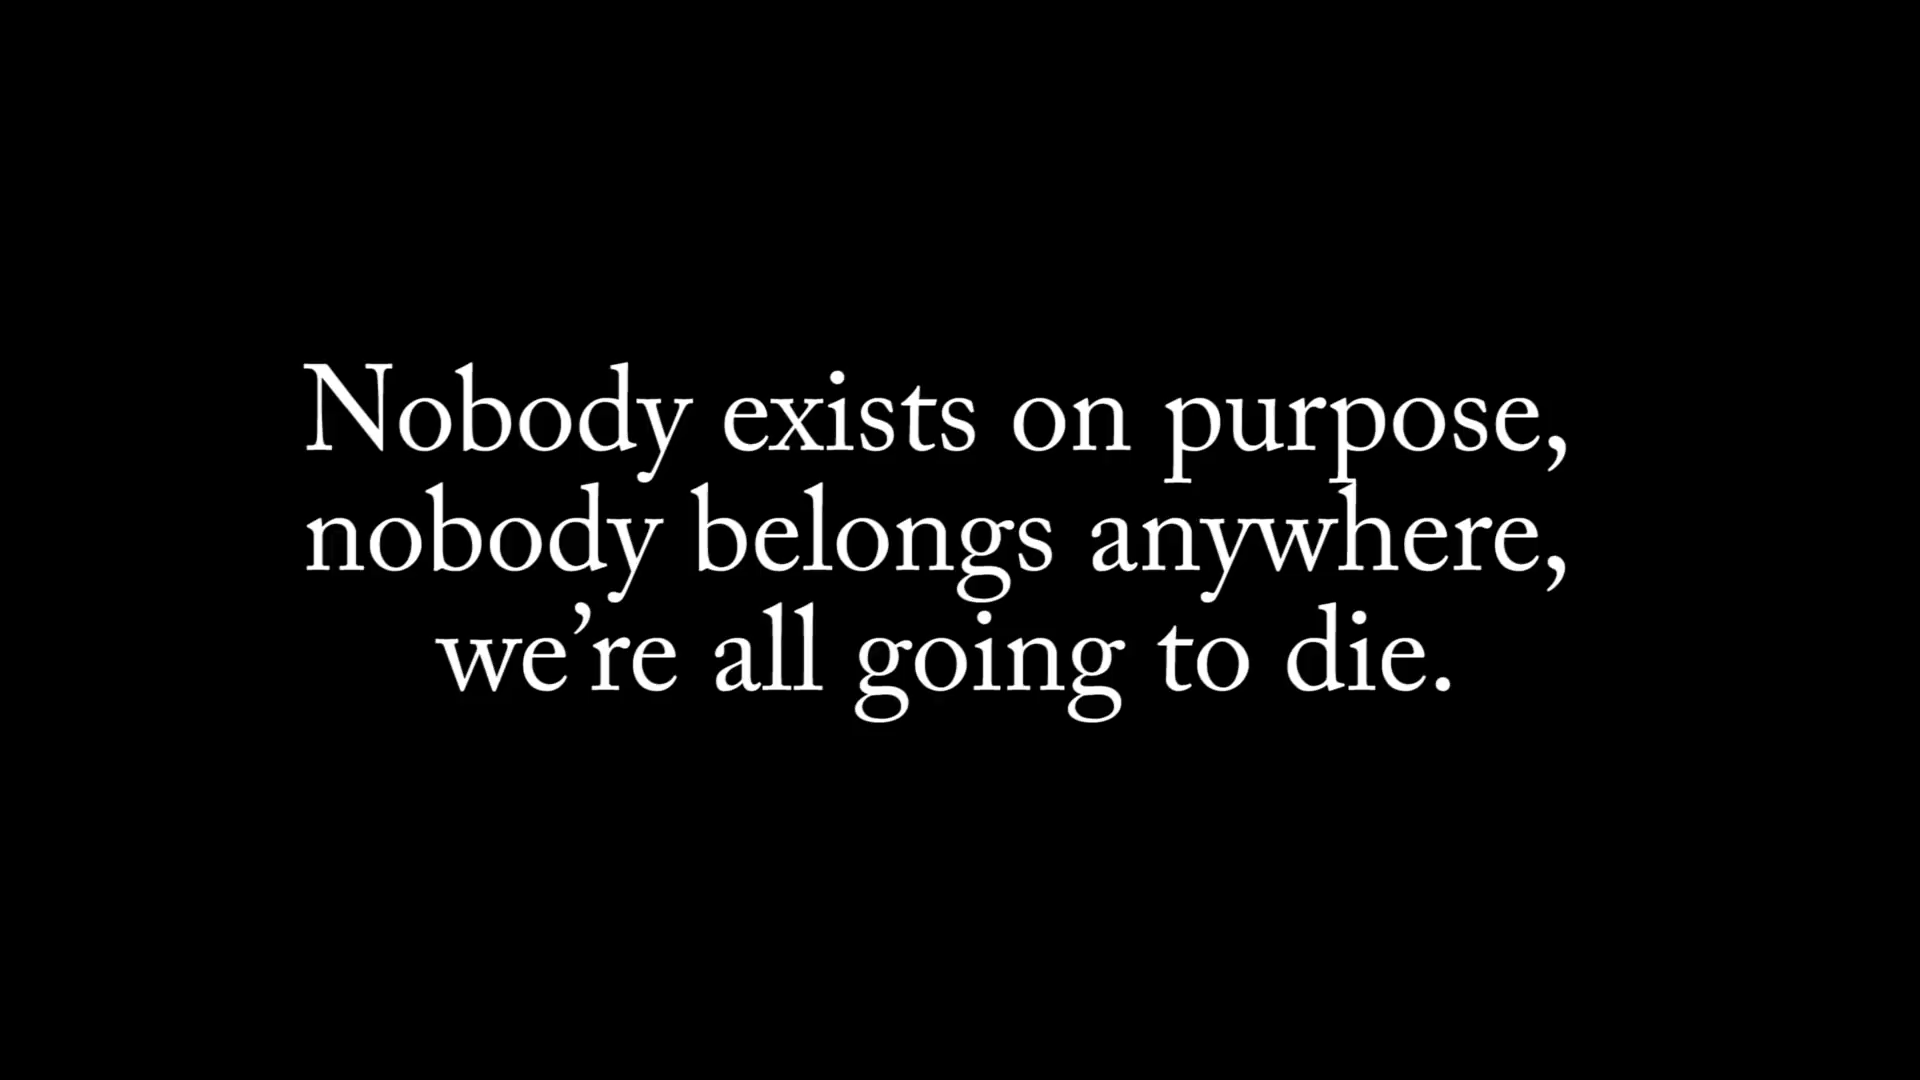 Nobody exists on purpose,
nobody belongs anywhere,
we’re all going to die.